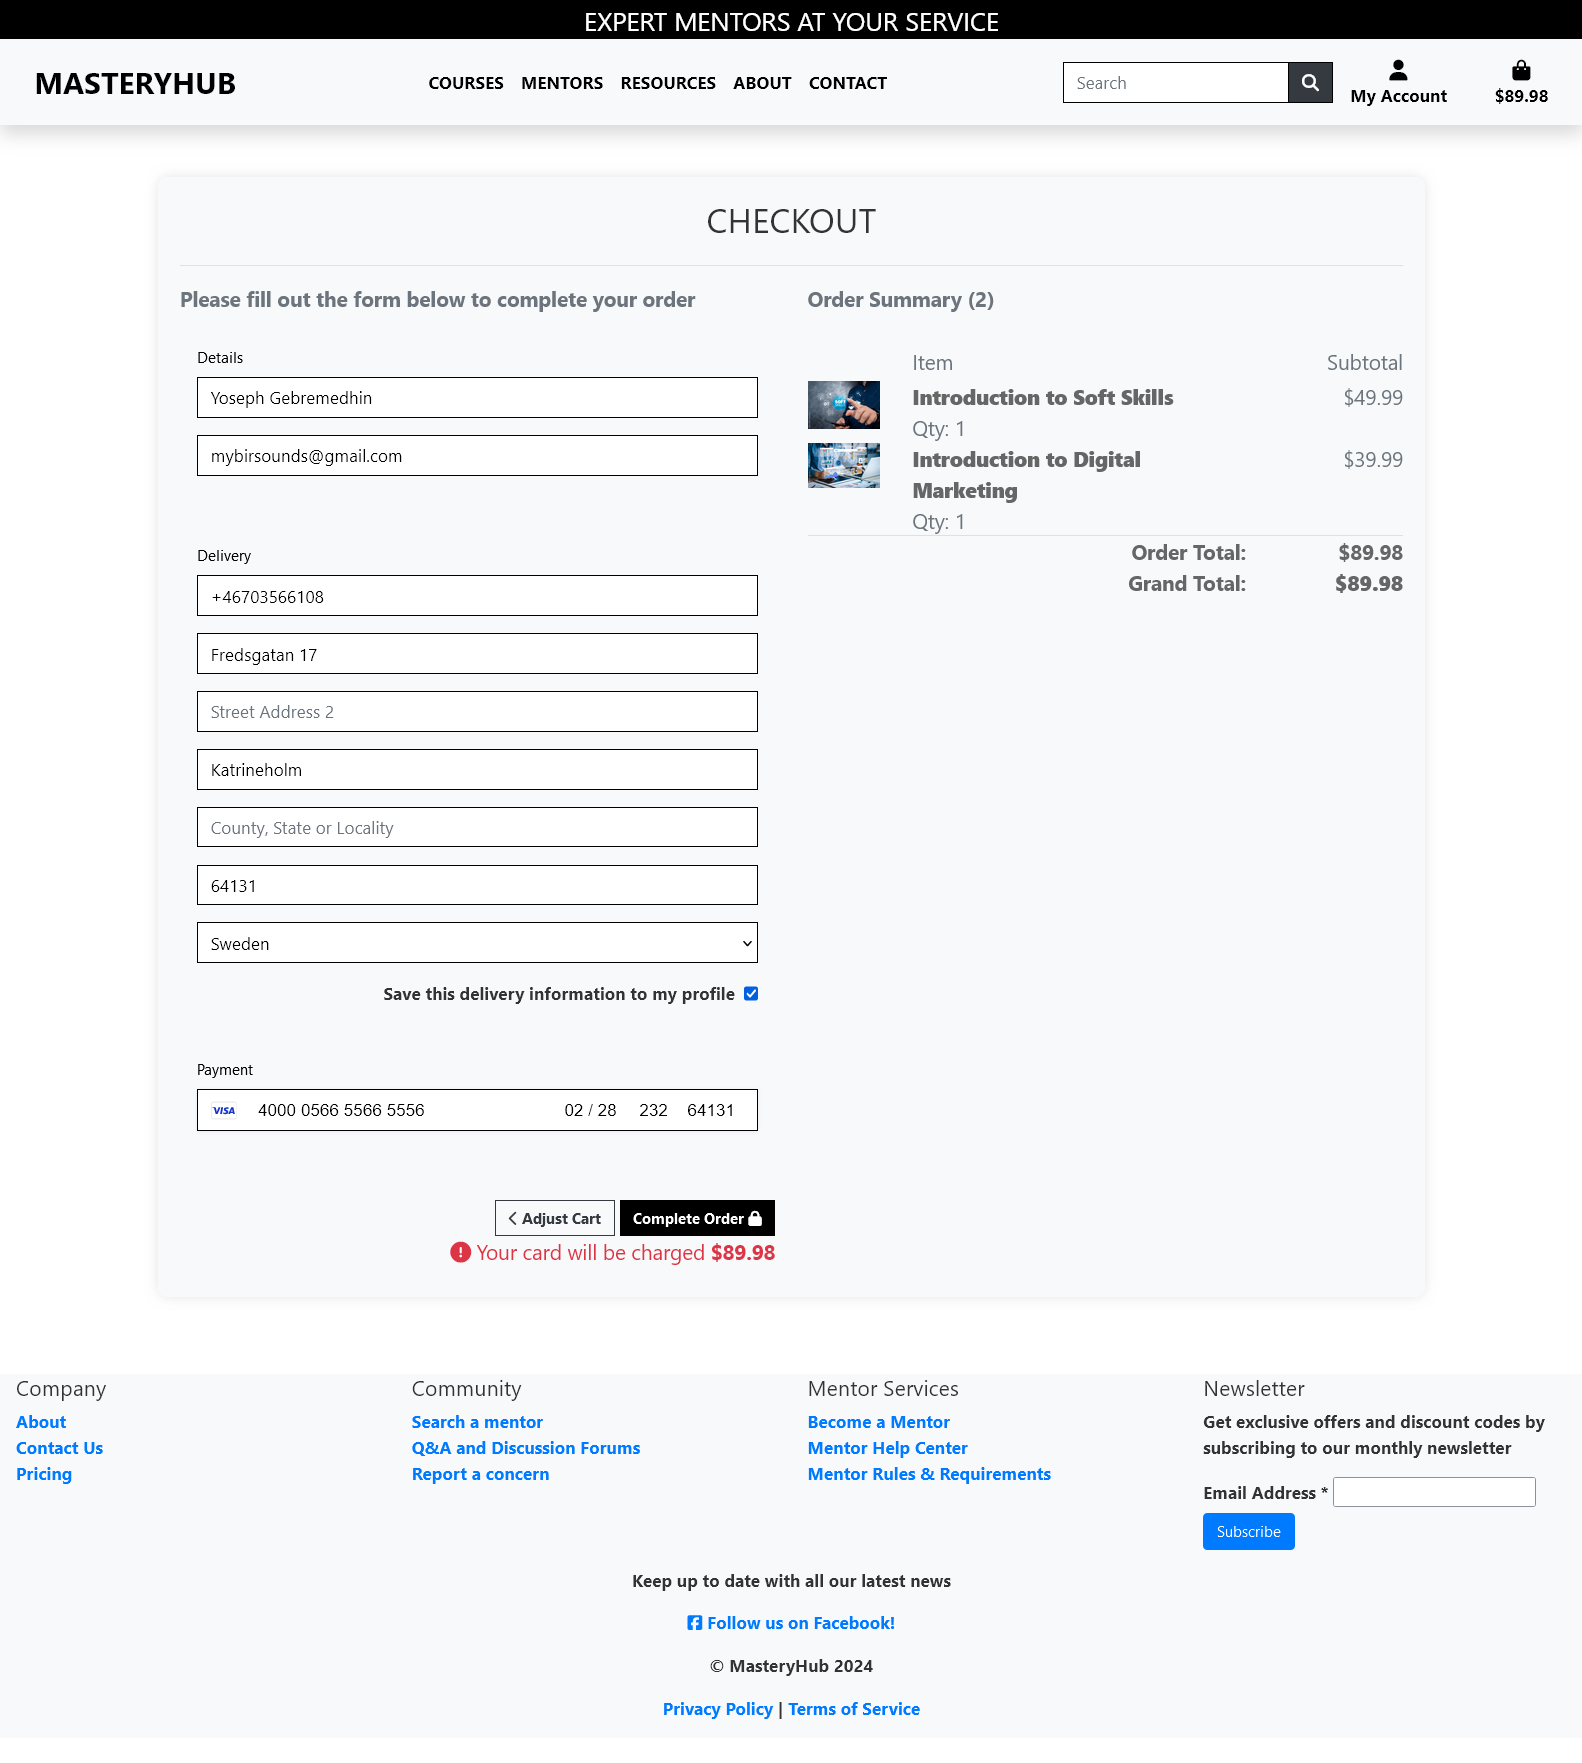 EXPERT MENTORS AT YOUR SERVICE
MASTERYHUB
COURSES MENTORS RESOURCES ABOUT CONTACT
Search
My Account
$89.98
CHECKOUT
Please fill out the form below to complete your order
Details
Yoseph Gebremedhin
mybirsounds@gmail.com
Delivery
+46703566108
Fredsgatan 17
Street Address 2
Katrineholm
County, State or Locality
64131
Sweden
Save this delivery information to my profile
Payment
VISA 4000 0566 5566 5556 02 / 28 232 64131
Adjust Cart Complete Order
Your card will be charged $89.98
Order Summary (2)
Item Subtotal
Introduction to Soft Skills $49.99
Qty: 1
Introduction to Digital $39.99
Marketing
Qty: 1
Order Total: $89.98
Grand Total: $89.98
Company
About
Contact Us
Pricing
Community
Search a mentor
Q&A and Discussion Forums
Report a concern
Mentor Services
Become a Mentor
Mentor Help Center
Mentor Rules & Requirements
Newsletter
Get exclusive offers and discount codes by
subscribing to our monthly newsletter
Email Address *
Subscribe
Keep up to date with all our latest news
Follow us on Facebook!
© MasteryHub 2024
Privacy Policy | Terms of Service